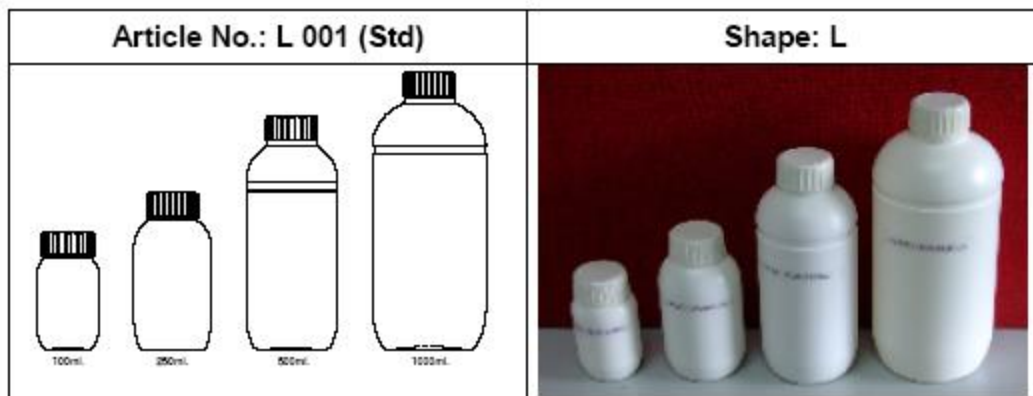 Article No.: L 001 (Std)
Shape: L
100ml.
250ml.
500ml.
1000ml.